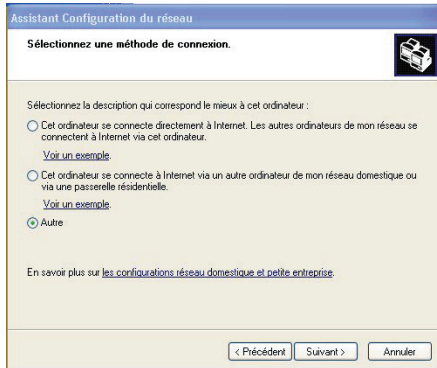 Assistant Configuration du réseau
Sélectionnez une méthode de connexion.
Sélectionnez la description qui correspond le mieux à cet ordinateur :
Cet ordinateur se connecte directement à Internet. Les autres ordinateurs de mon réseau se
connectent à Internet via cet ordinateur.
Voir un exemple.
Cet ordinateur se connecte à Internet via un autre ordinateur de mon réseau domestique ou
via une passerelle résidentielle.
Voir un exemple.
Autre
En savoir plus sur les configurations réseau domestique et petite entreprise.
< Précédent Suivant > Annuler